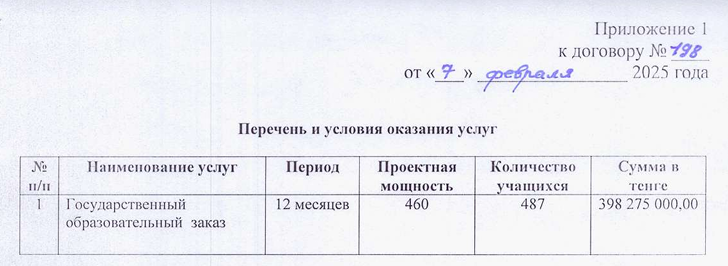 Приложение 1
к договору № 198
от « 7 » февраля 2025 года
Перечень и условия оказания услуг
№ п/п Наименование услуг Период Проектная мощность Количество учащихся Сумма в тенге
1 Государственный образовательный заказ 12 месяцев 460 487 398 275 000,00